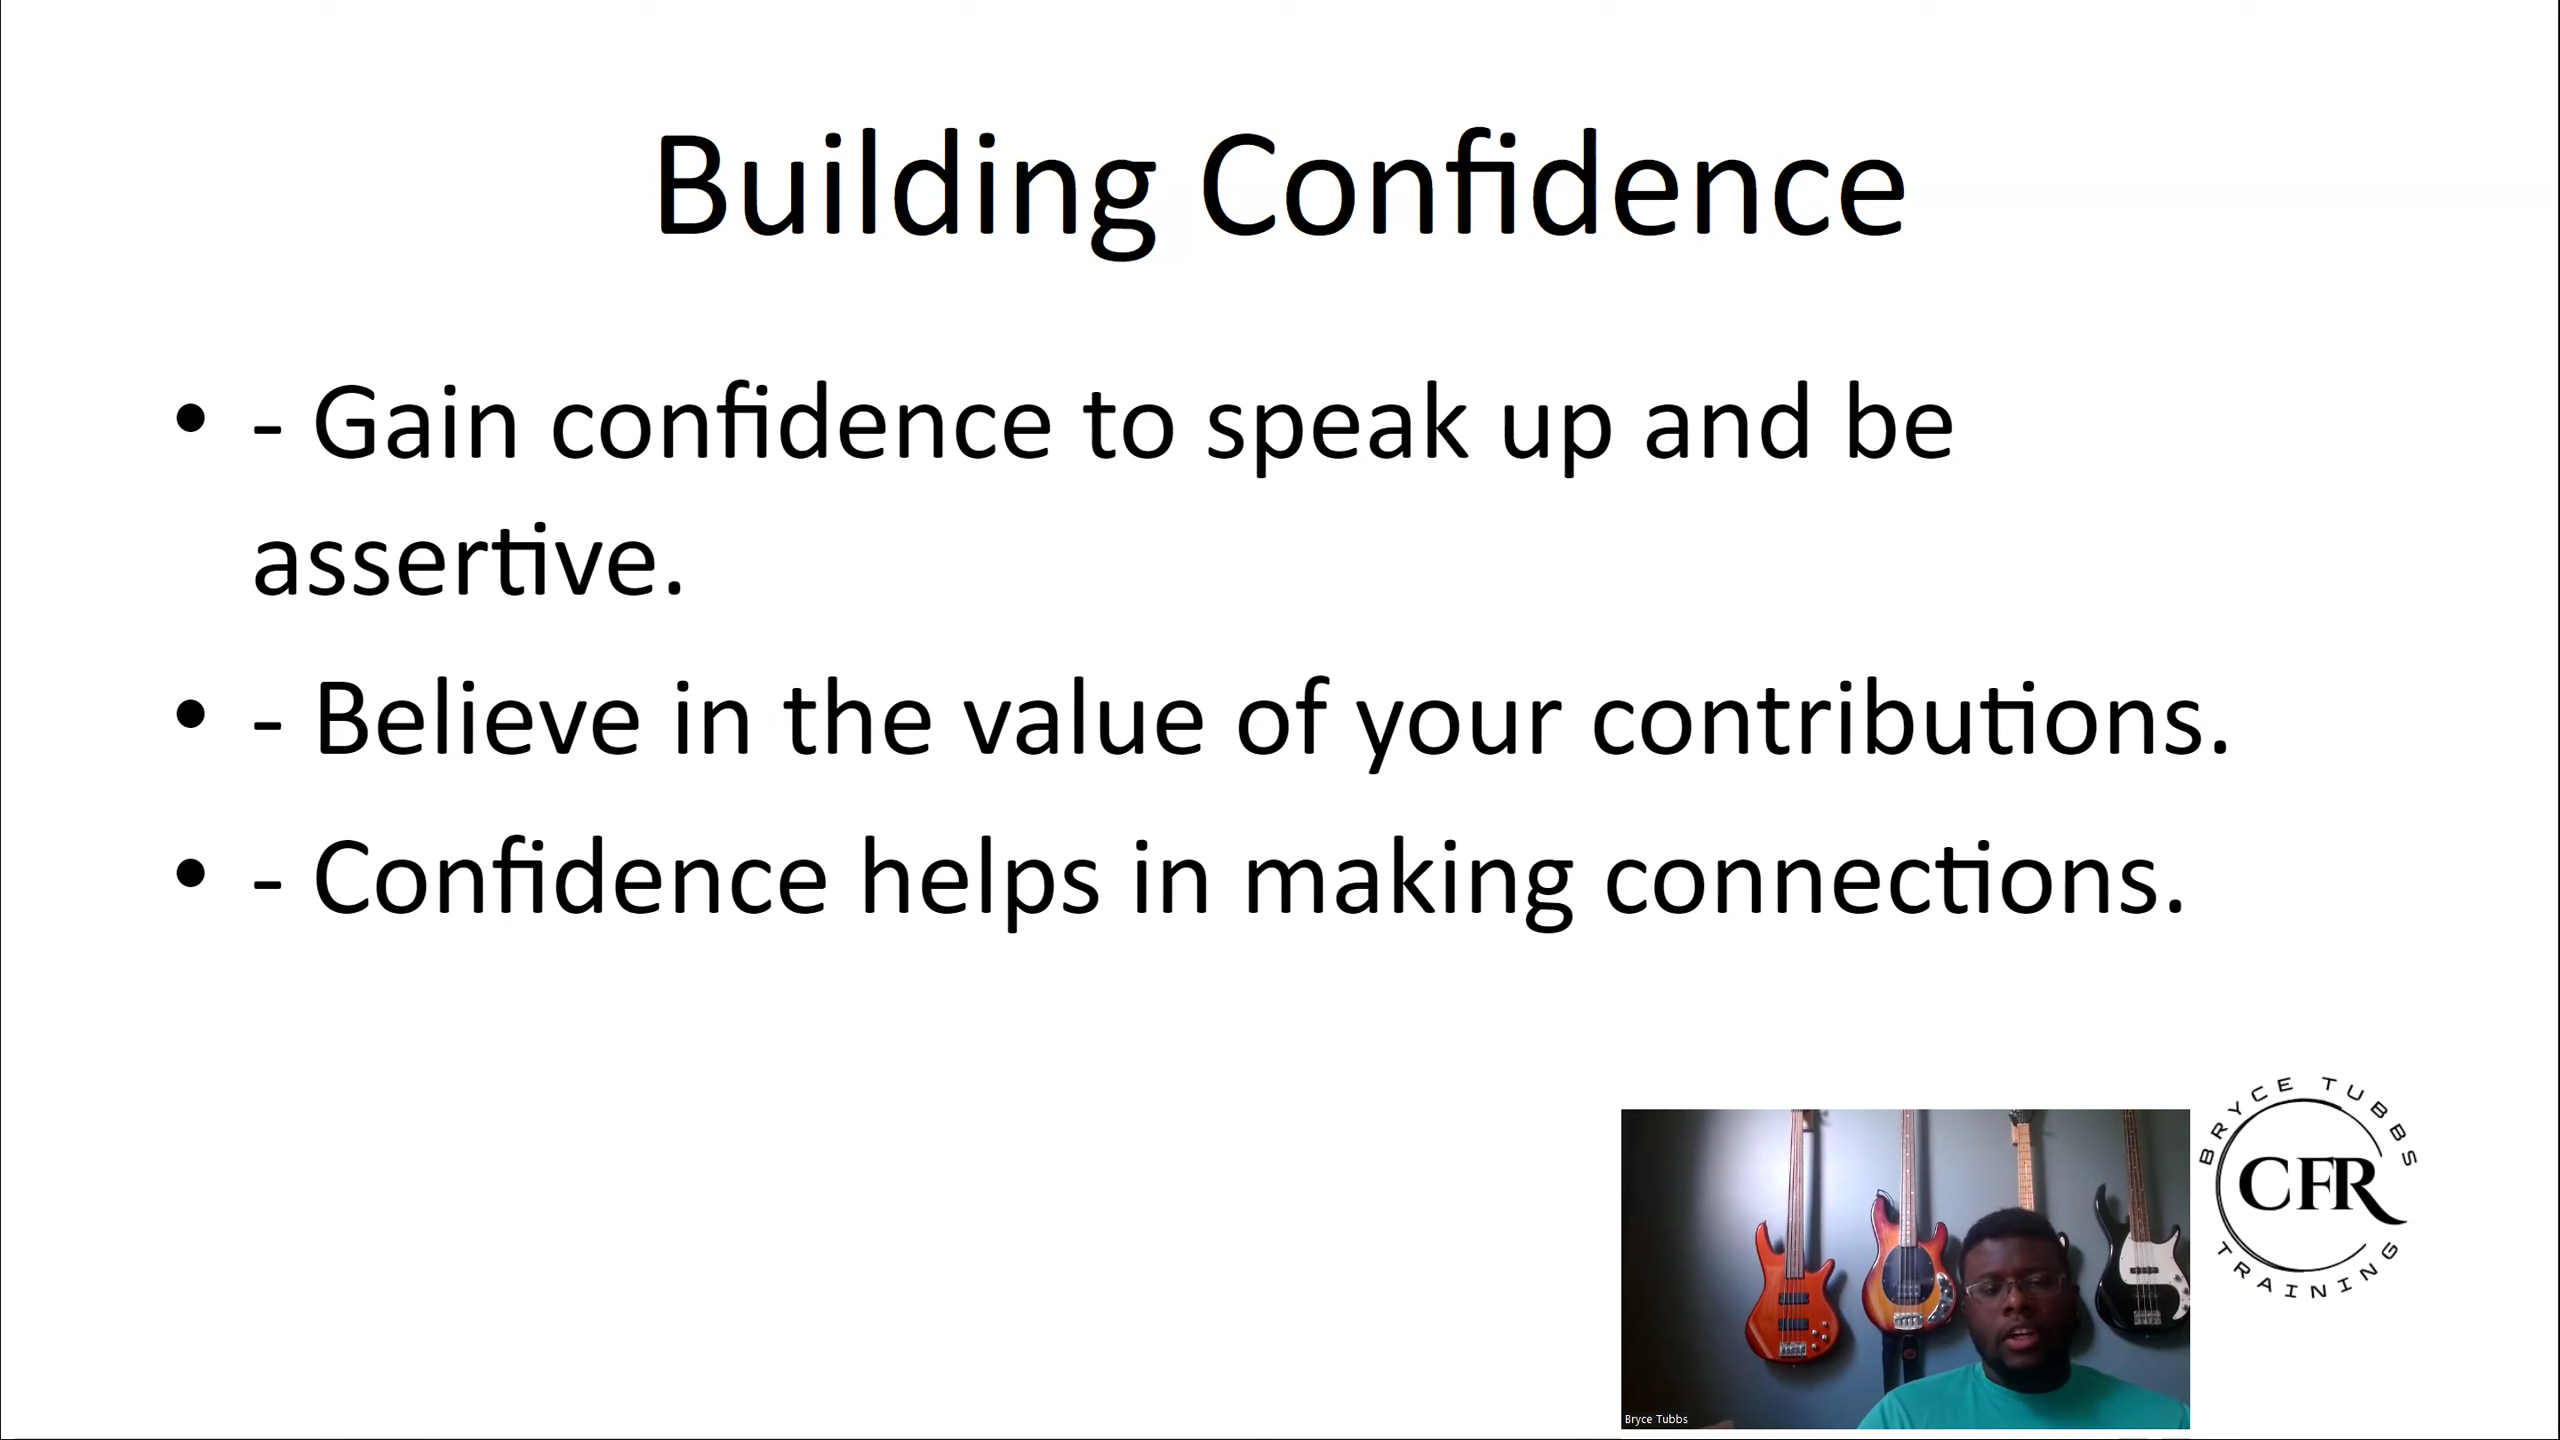 Building Confidence
• - Gain confidence to speak up and be
assertive.
• - Believe in the value of your contributions.
• - Confidence helps in making connections.
BRYCE TUBBS
CFR
TRAINING
Bryce Tubbs